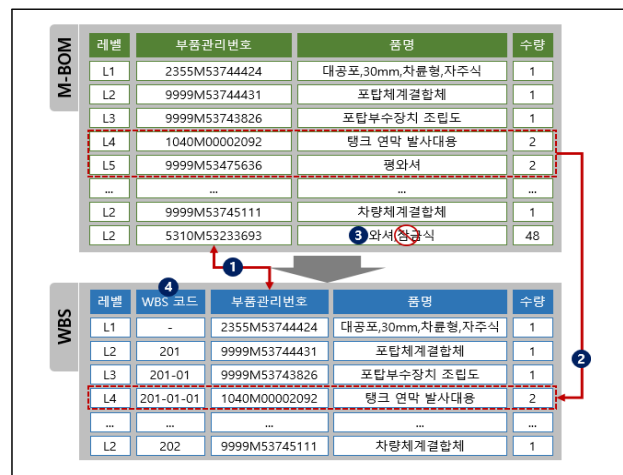 M-BOM
레벨 부품관리번호 품명 수량
L1 2355M53744424 대공포,30mm,차륜형,자주식 1
L2 9999M53744431 포탑체계결합체 1
L3 9999M53743826 포탑부수장치 조립도 1
L4 1040M00002092 탱크 연막 발사대용 2
L5 9999M53475636 평와셔 2
... ... ... ...
L2 9999M53745111 차량체계결합체 1
L2 5310M53233693 3 와셔,잠금식 48
1
4
WBS
레벨 WBS 코드 부품관리번호 품명 수량
L1 - 2355M53744424 대공포,30mm,차륜형,자주식 1
L2 201 9999M53744431 포탑체계결합체 1
2
L3 201-01 9999M53743826 포탑부수장치 조립도 1
L4 201-01-01 1040M00002092 탱크 연막 발사대용 2
... ... ... ... ...
L2 202 9999M53745111 차량체계결합체 1